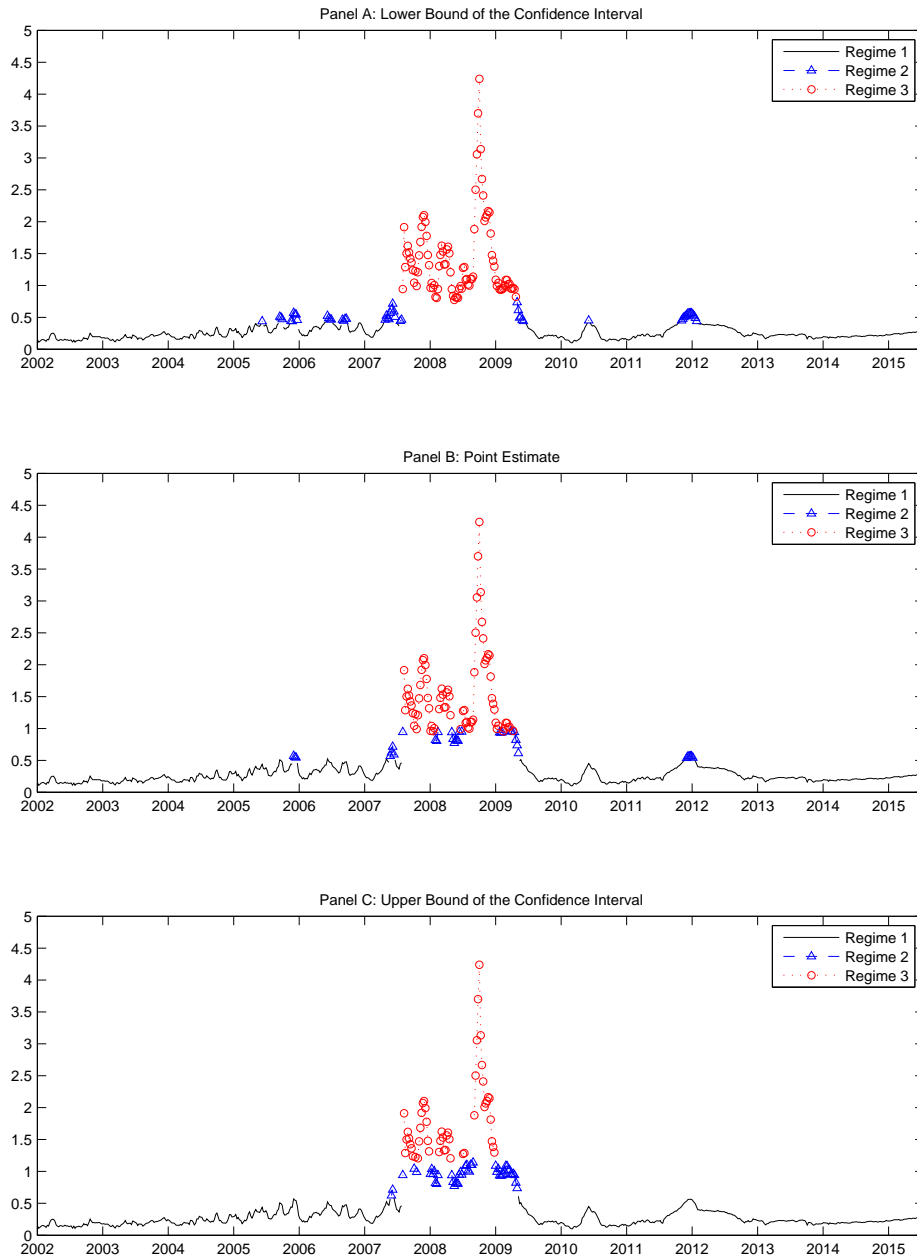 Panel A: Lower Bound of the Confidence Interval
5
4.5
4
3.5
3
2.5
2
1.5
1
0.5
0
Regime 1
Regime 2
Regime 3
2002 2003 2004 2005 2006 2007 2008 2009 2010 2011 2012 2013 2014 2015
Panel B: Point Estimate
5
4.5
4
3.5
3
2.5
2
1.5
1
0.5
0
Regime 1
Regime 2
Regime 3
2002 2003 2004 2005 2006 2007 2008 2009 2010 2011 2012 2013 2014 2015
Panel C: Upper Bound of the Confidence Interval
5
4.5
4
3.5
3
2.5
2
1.5
1
0.5
0
Regime 1
Regime 2
Regime 3
2002 2003 2004 2005 2006 2007 2008 2009 2010 2011 2012 2013 2014 2015